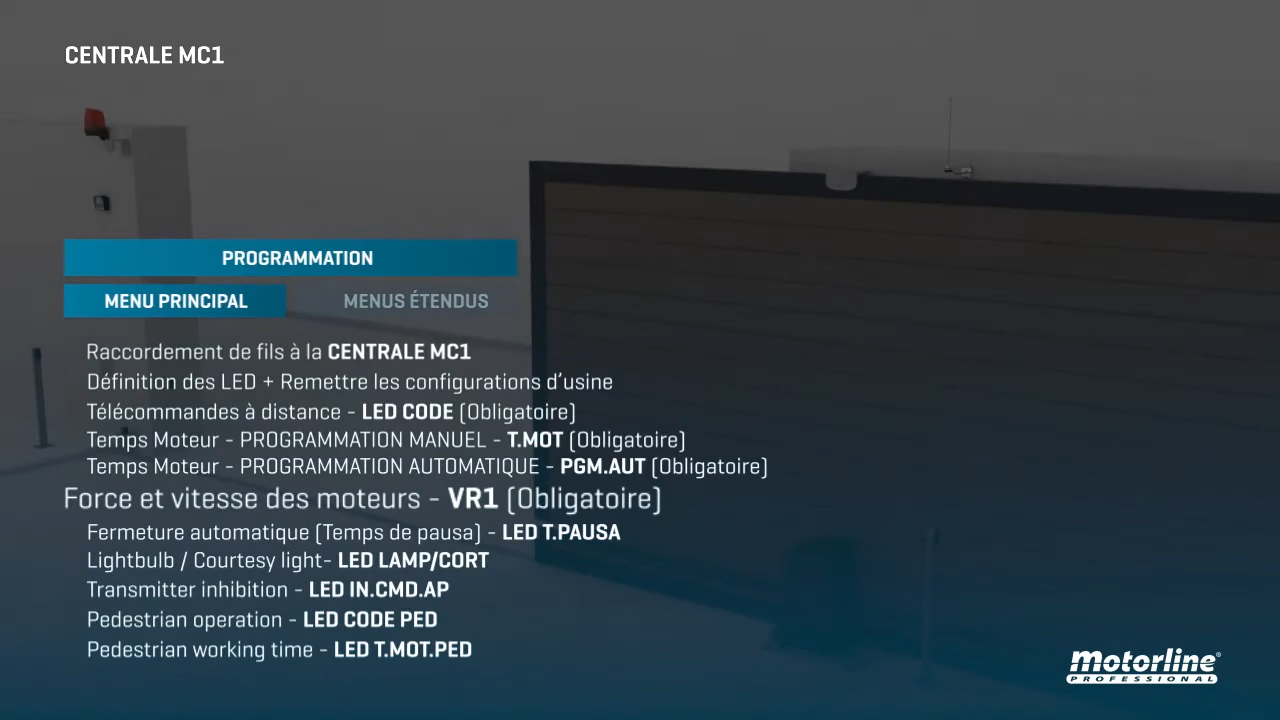 CENTRALE MC1
PROGRAMMATION
MENU PRINCIPAL
MENUS ÉTENDUS
Raccordement de fils à la CENTRALE MC1
Définition des LED + Remettre les configurations d'usine
Télécommandes à distance - LED CODE (Obligatoire)
Temps Moteur - PROGRAMMATION MANUEL - T.MOT (Obligatoire)
Temps Moteur - PROGRAMMATION AUTOMATIQUE - PGM.AUT (Obligatoire)
Force et vitesse des moteurs - VR1 (Obligatoire)
Fermeture automatique (Temps de pausa) - LED T.PAUSA
Lightbulb / Courtesy light- LED LAMP/CORT
Transmitter inhibition - LED IN.CMD.AP
Pedestrian operation - LED CODE PED
Pedestrian working time - LED T.MOT.PED
Motorline®
PROFESSIONAL